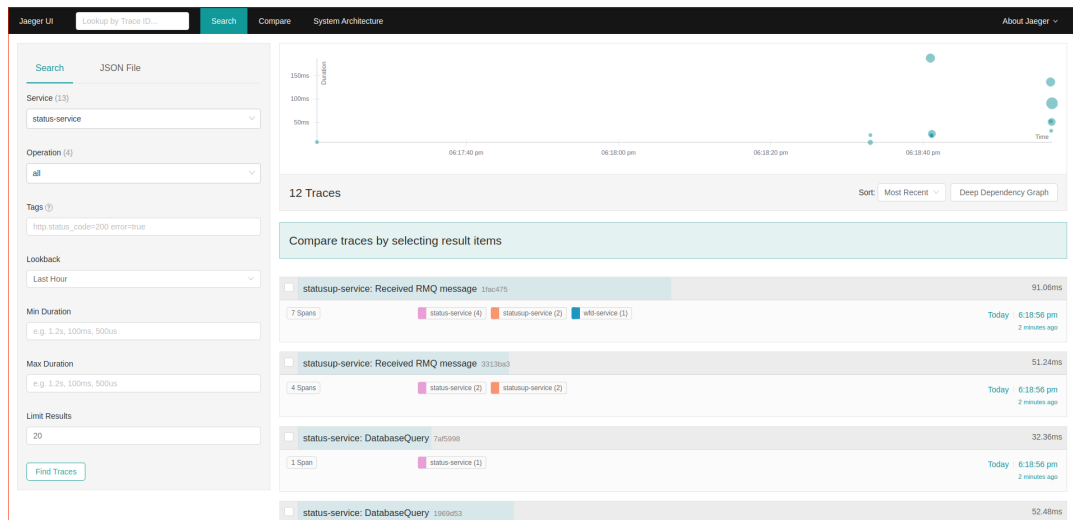 Jaeger UI
Lookup by Trace ID...
Search
Compare
System Architecture
About Jaeger
Search
JSON File
Service (13)
status-service
Operation (4)
all
Tags
http.status_code=200 error=true
Lookback
Last Hour
Min Duration
e.g. 1.2s, 100ms, 500us
Max Duration
e.g. 1.2s, 100ms, 500us
Limit Results
20
Find Traces
Duration
150ms
100ms
50ms
Time
06:17:40 pm
06:18:00 pm
06:18:20 pm
06:18:40 pm
12 Traces
Sort:
Most Recent
Deep Dependency Graph
Compare traces by selecting result items
statusup-service: Received RMQ message 1fac475
91.06ms
7 Spans
status-service (4)
statusup-service (2)
wfd-service (1)
Today
6:18:56 pm
2 minutes ago
statusup-service: Received RMQ message 3313ba3
51.24ms
4 Spans
status-service (2)
statusup-service (2)
Today
6:18:56 pm
2 minutes ago
status-service: DatabaseQuery 7af5998
32.36ms
1 Span
status-service (1)
Today
6:18:56 pm
2 minutes ago
status-service: DatabaseQuery 1969d53
52.48ms